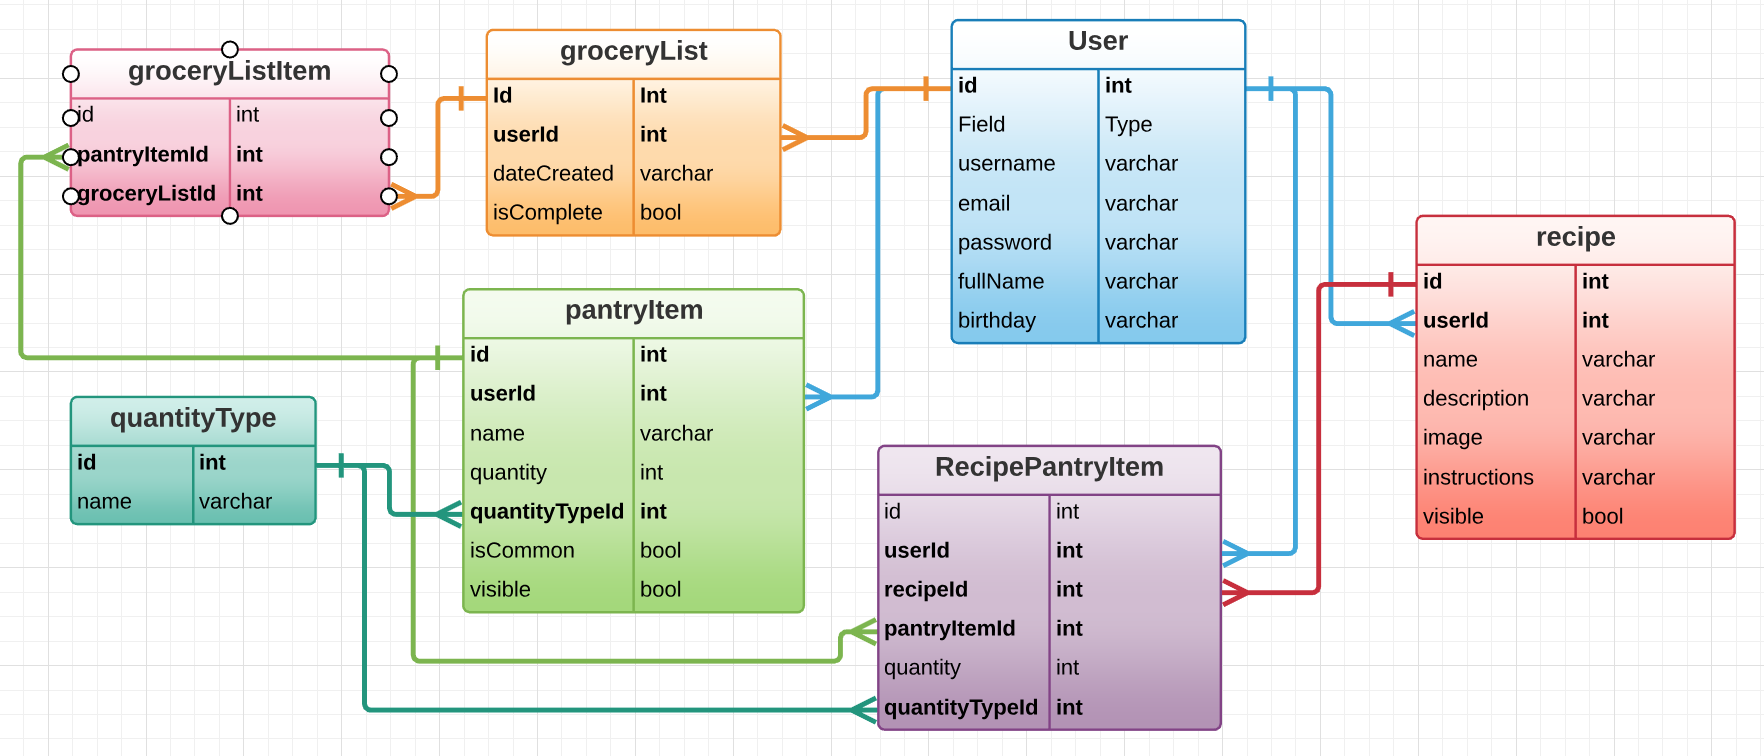 groceryListItem
id int
pantryItemId int
groceryListId int
groceryList
Id Int
userId int
dateCreated varchar
isComplete bool
User
id int
Field Type
username varchar
email varchar
password varchar
fullName varchar
birthday varchar
recipe
id int
userId int
name varchar
description varchar
image varchar
instructions varchar
visible bool
pantryItem
id int
userId int
name varchar
quantity int
quantityTypeId int
isCommon bool
visible bool
quantityType
id int
name varchar
RecipePantryItem
id int
userId int
recipeId int
pantryItemId int
quantity int
quantityTypeId int